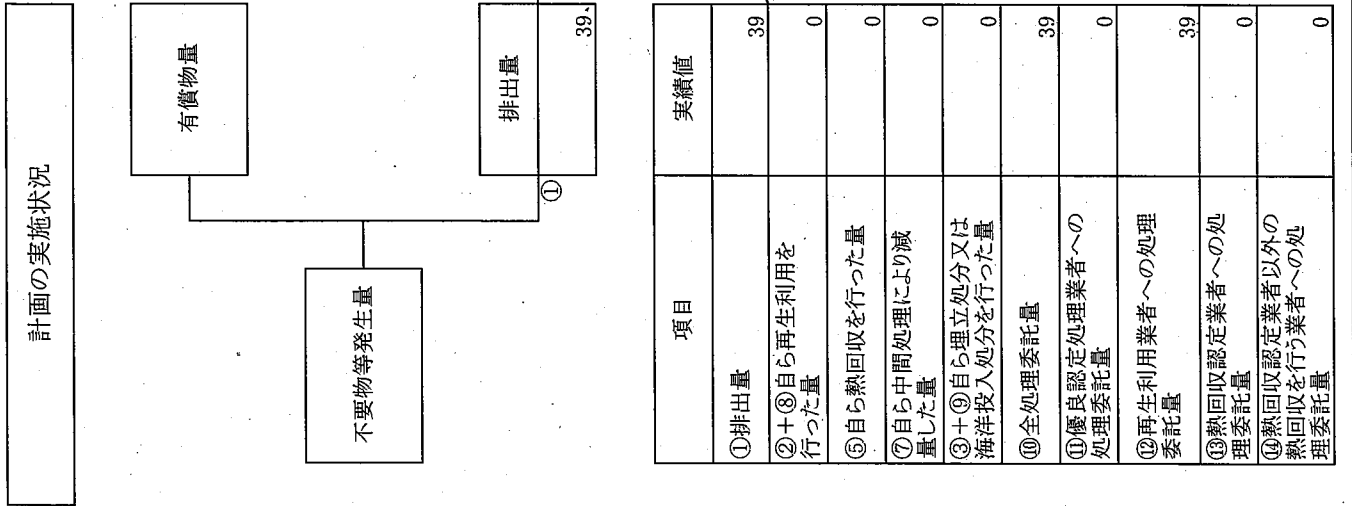 計画の実施状況
有償物量
不要物等発生量
①
排出量
39
項目
実績値
①排出量
39
②+⑧自ら再生利用を
行った量
0
⑤自ら熱回収を行った量
0
⑦自ら中間処理により減
量した量
0
③+⑨自ら埋立処分又は
海洋投入処分を行った量
0
⑩全処理委託量
39
⑪優良認定処理業者への
処理委託量
0
⑫再生利用業者への処理
委託量
39
⑬熱回収認定業者への処
理委託量
0
⑭熱回収認定業者以外の
熱回収を行う業者への処
理委託量
0